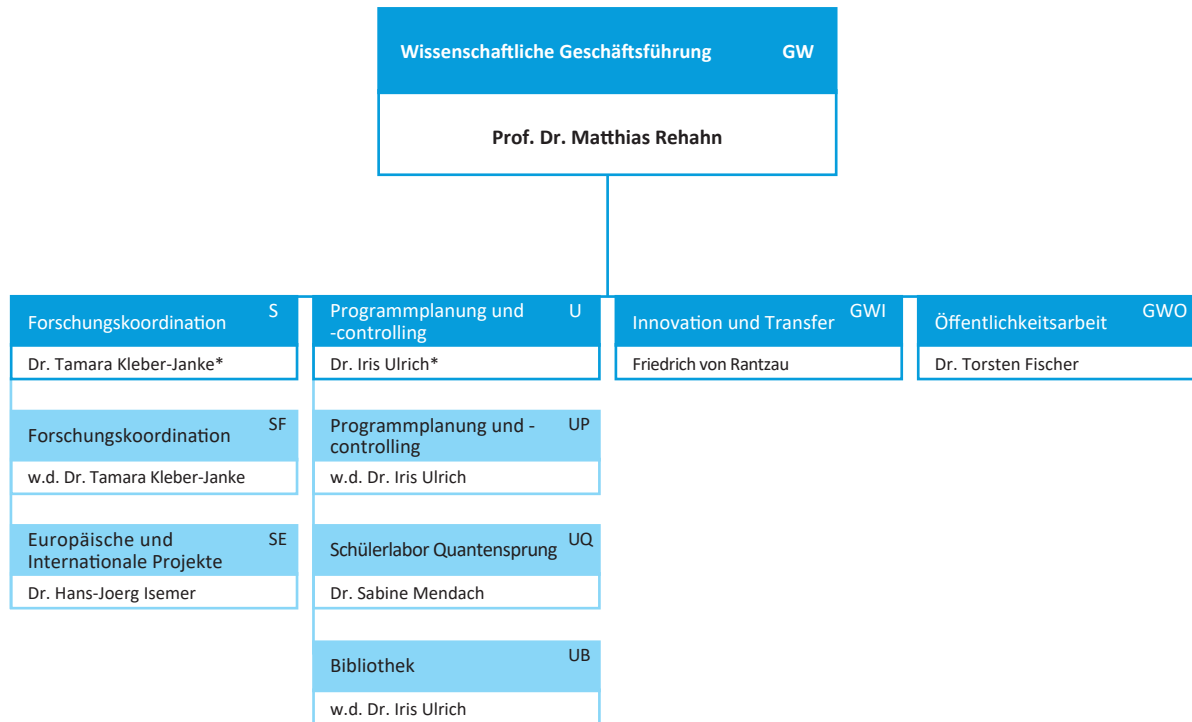 Wissenschaftliche Geschäftsführung GW
Prof. Dr. Matthias Rehahn
Forschungskoordination S
Dr. Tamara Kleber-Janke*
Programmplanung und U
-controlling
Dr. Iris Ulrich*
Innovation und Transfer GWI
Friedrich von Rantzau
Öffentlichkeitsarbeit GWO
Dr. Torsten Fischer
Forschungskoordination SF
w.d. Dr. Tamara Kleber-Janke
Programmplanung und - UP
controlling
w.d. Dr. Iris Ulrich
Europäische und SE
Internationale Projekte
Dr. Hans-Joerg Isemer
Schülerlabor Quantensprung UQ
Dr. Sabine Mendach
Bibliothek UB
w.d. Dr. Iris Ulrich